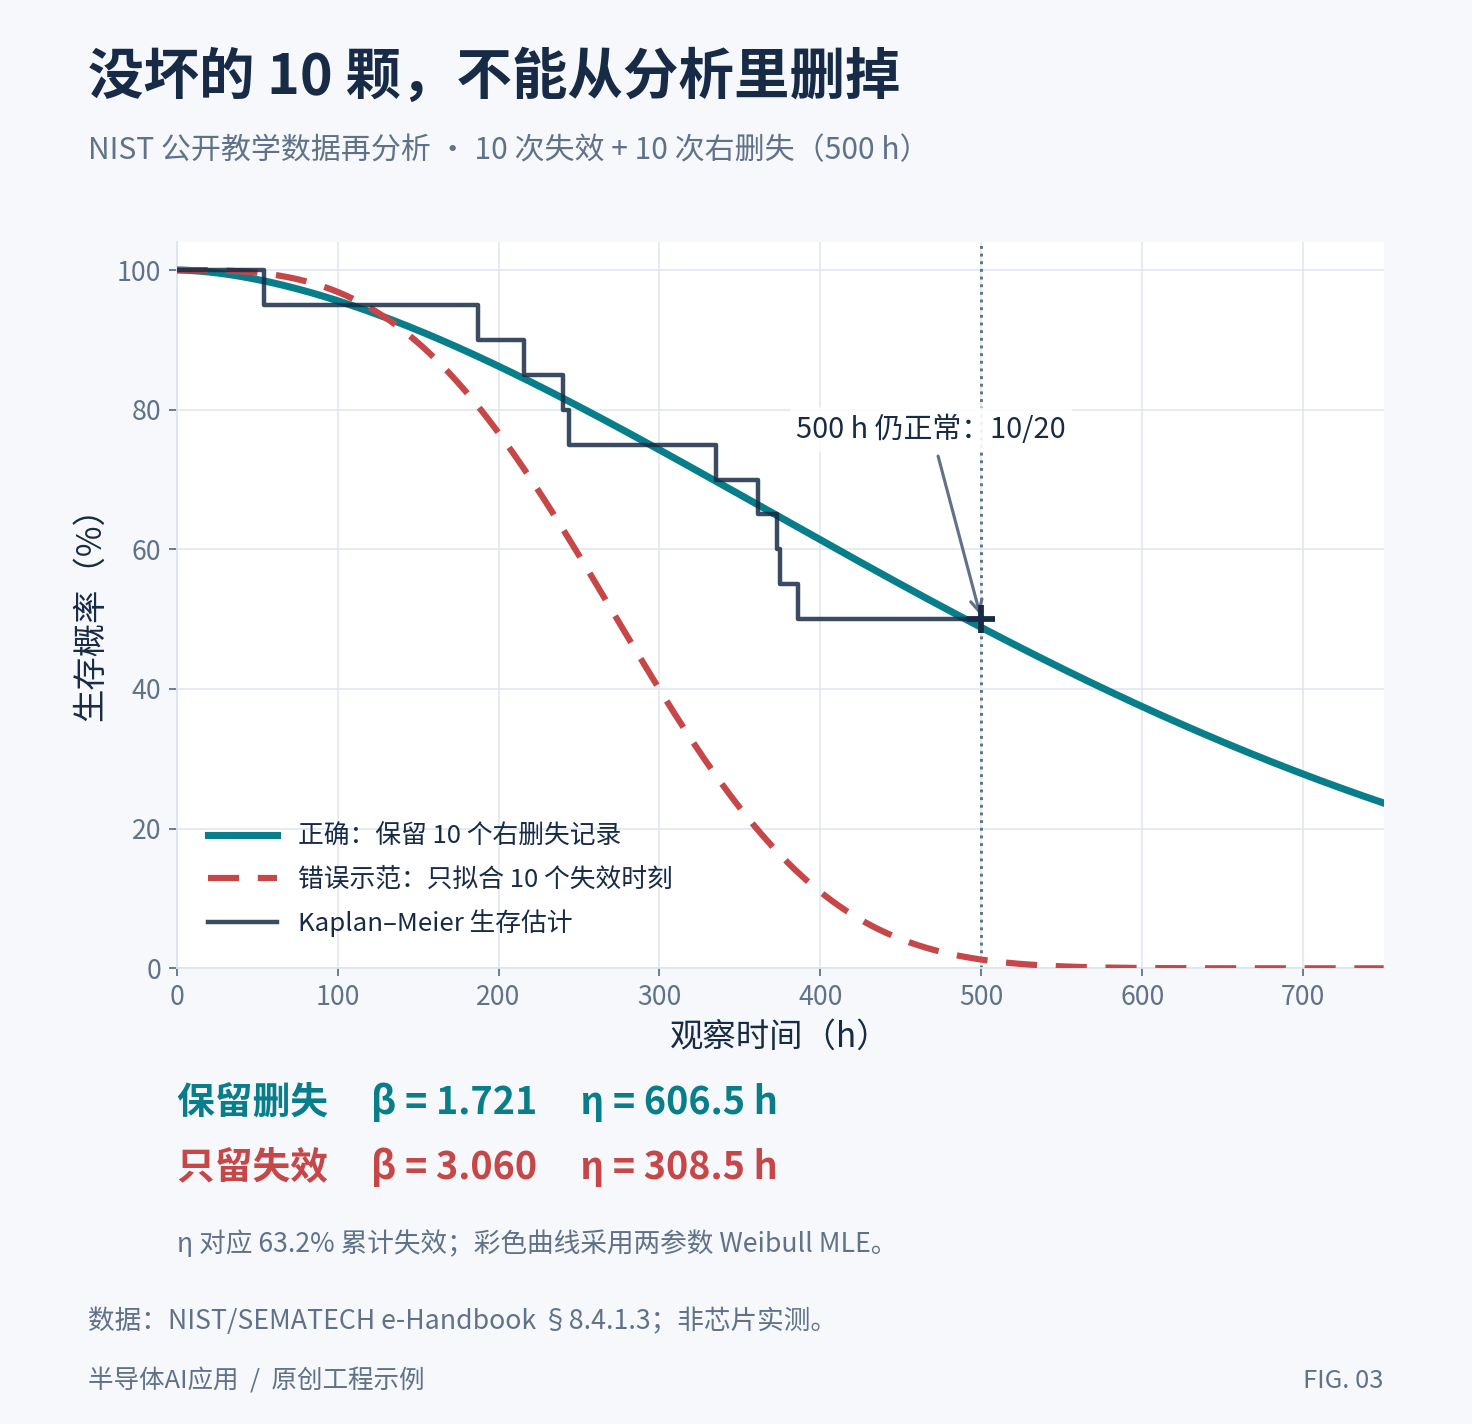 没坏的 10 颗，不能从分析里删掉
NIST 公开教学数据再分析 · 10 次失效 + 10 次右删失（500 h）
生存概率（%）
100
80
60
40
20
0
500 h 仍正常：10/20
正确：保留 10 个右删失记录
错误示范：只拟合 10 个失效时刻
Kaplan–Meier 生存估计
0 100 200 300 400 500 600 700
观察时间（h）
保留删失 β = 1.721 η = 606.5 h
只留失效 β = 3.060 η = 308.5 h
η 对应 63.2% 累计失效；彩色曲线采用两参数 Weibull MLE。
数据：NIST/SEMATECH e-Handbook §8.4.1.3；非芯片实测。
半导体AI应用 / 原创工程示例
FIG. 03